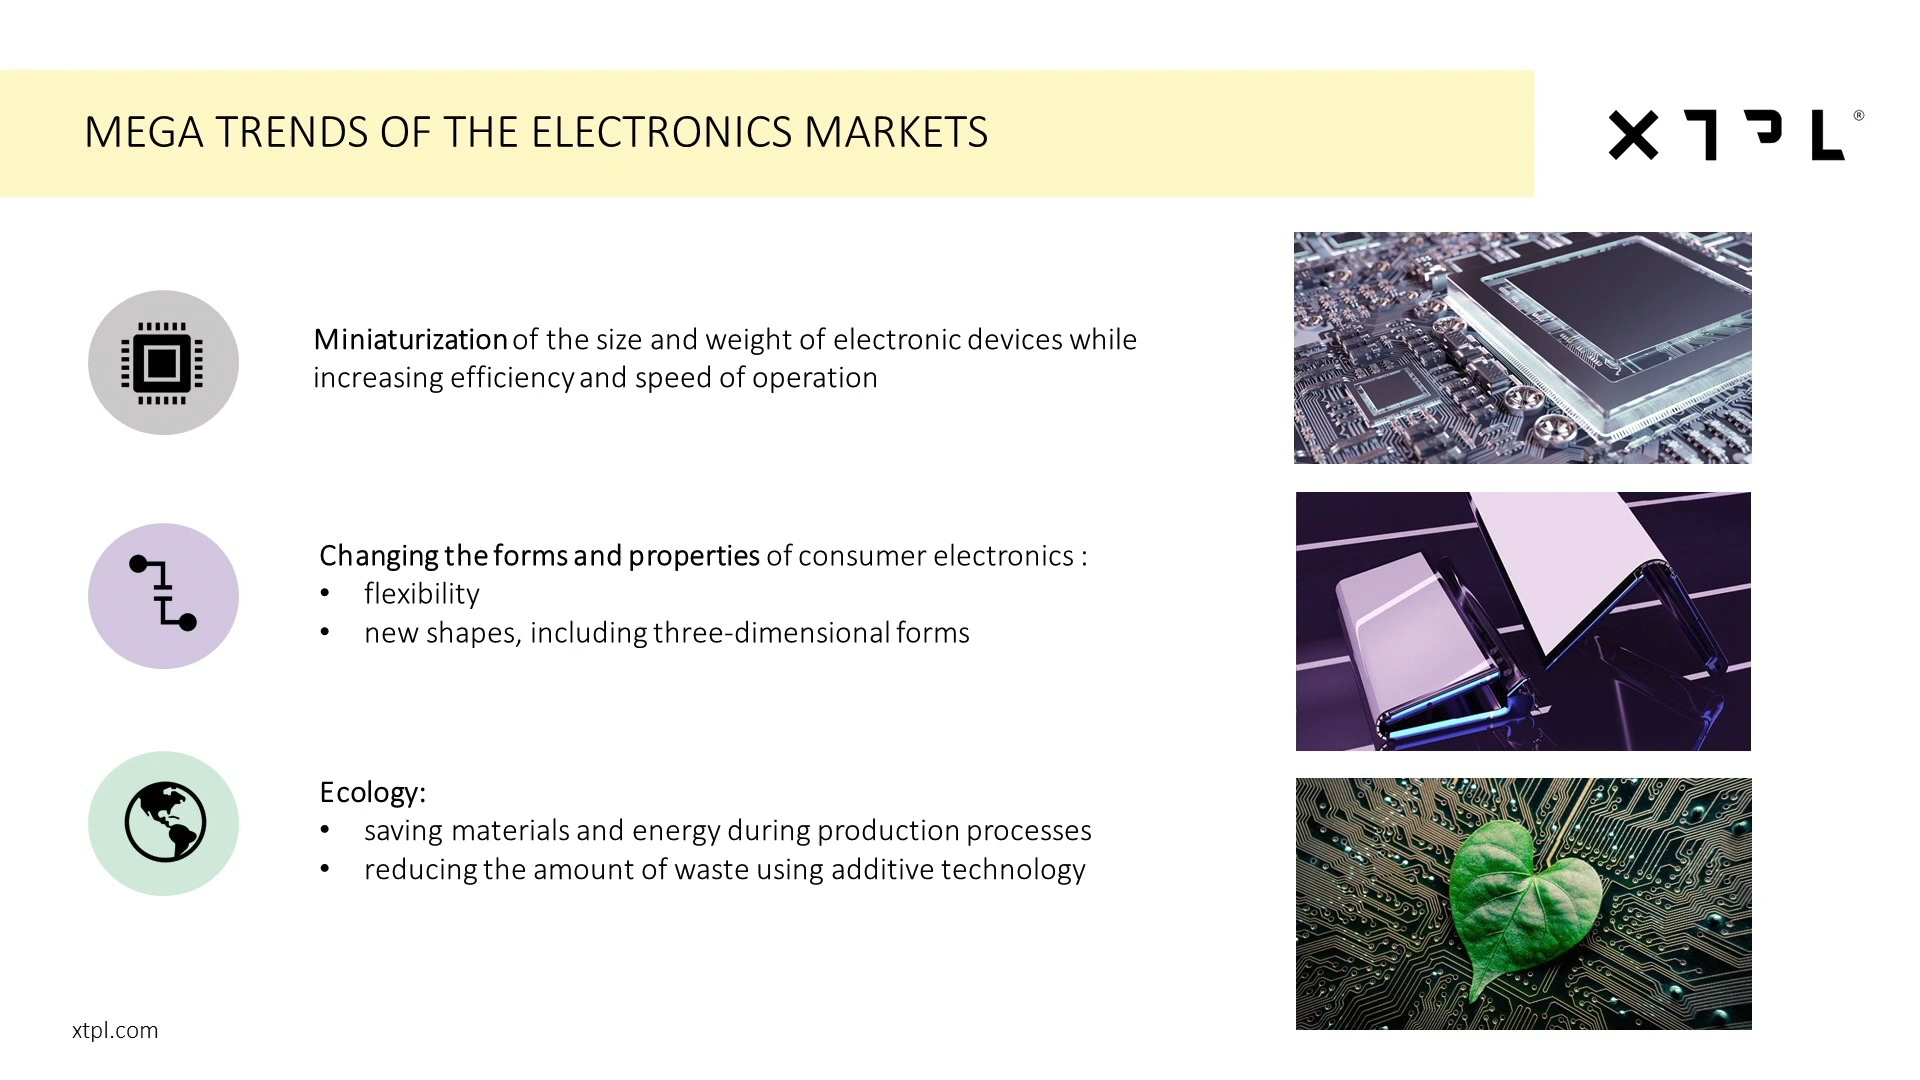 MEGA TRENDS OF THE ELECTRONICS MARKETS
XTPL®
Miniaturization of the size and weight of electronic devices while
increasing efficiency and speed of operation
Changing the forms and properties of consumer electronics :
• flexibility
• new shapes, including three-dimensional forms
Ecology:
• saving materials and energy during production processes
• reducing the amount of waste using additive technology
xtpl.com